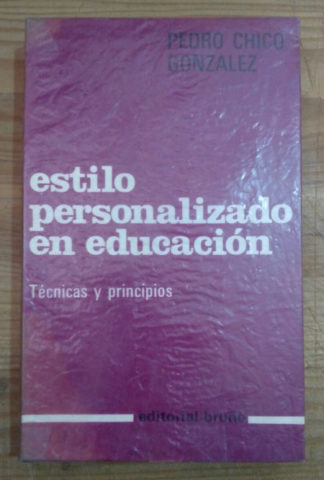 PEDRO CHICO
GONZALEZ
estilo
personalizado
en educación
Técnicas y principios
editorial bruño